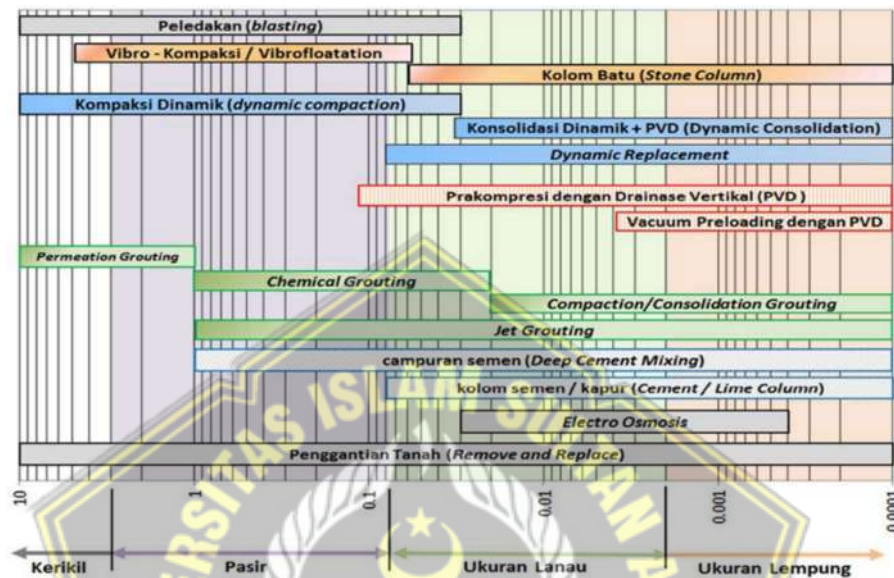 Peledakan (blasting)
Vibro - Kompaksi / Vibrofloatation
Kolom Batu (Stone Column)
Kompaksi Dinamik (dynamic compaction)
Konsolidasi Dinamik + PVD (Dynamic Consolidation)
Dynamic Replacement
Prakompresi dengan Drainase Vertikal (PVD )
Vacuum Preloading dengan PVD
Permeation Grouting
Chemical Grouting
Compaction/Consolidation Grouting
Jet Grouting
campuran semen (Deep Cement Mixing)
kolom semen / kapur (Cement / Lime Column)
Electro Osmosis
Penggantian Tanah (Remove and Replace)
ERSITAS ISLAM SULTAN A
10 1 0.1 0.01 0.001 0.0001
Kerikil Pasir Ukuran Lanau Ukuran Lempung